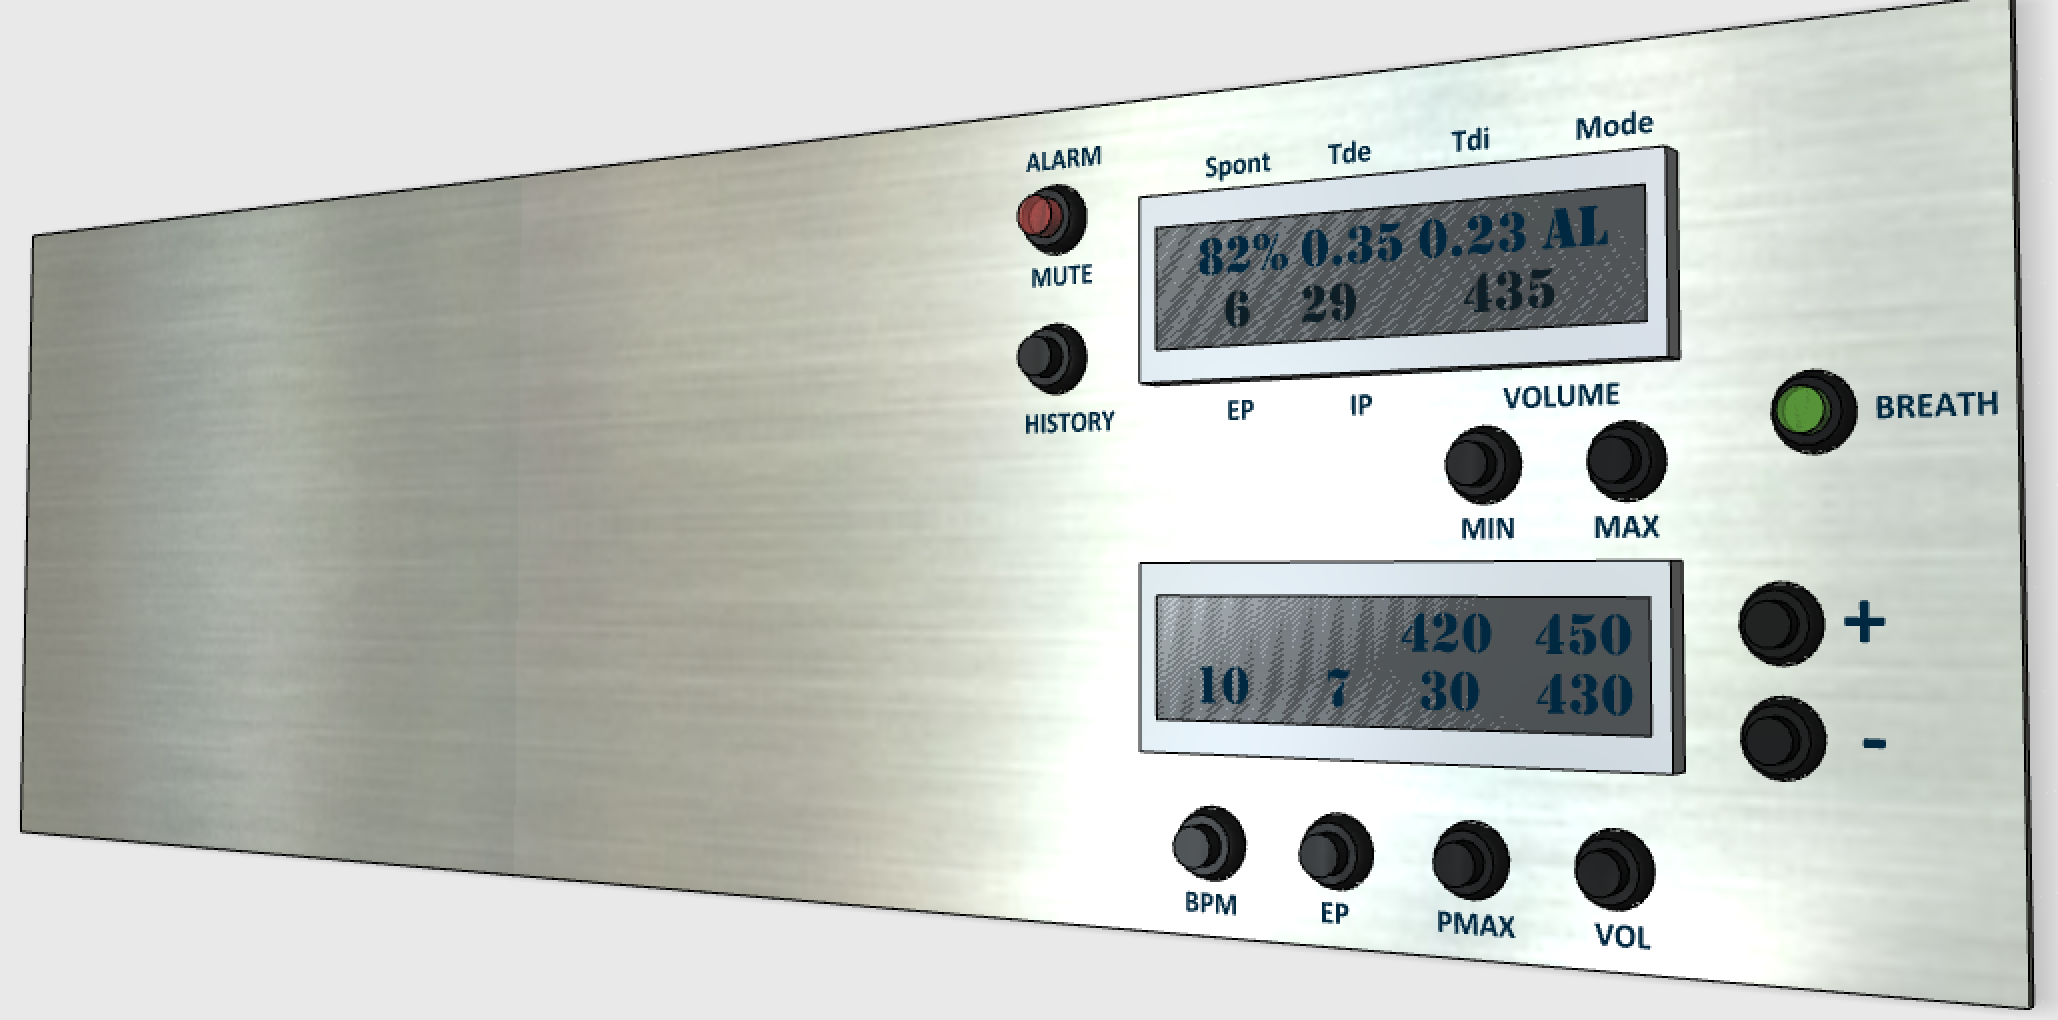 ALARM
MUTE
HISTORY
Spont Tde Tdi Mode
82% 0.35 0.23 AL
6 29 435
EP IP VOLUME
MIN MAX
BREATH
420 450
10 7 30 430
+
-
BPM EP PMAX VOL